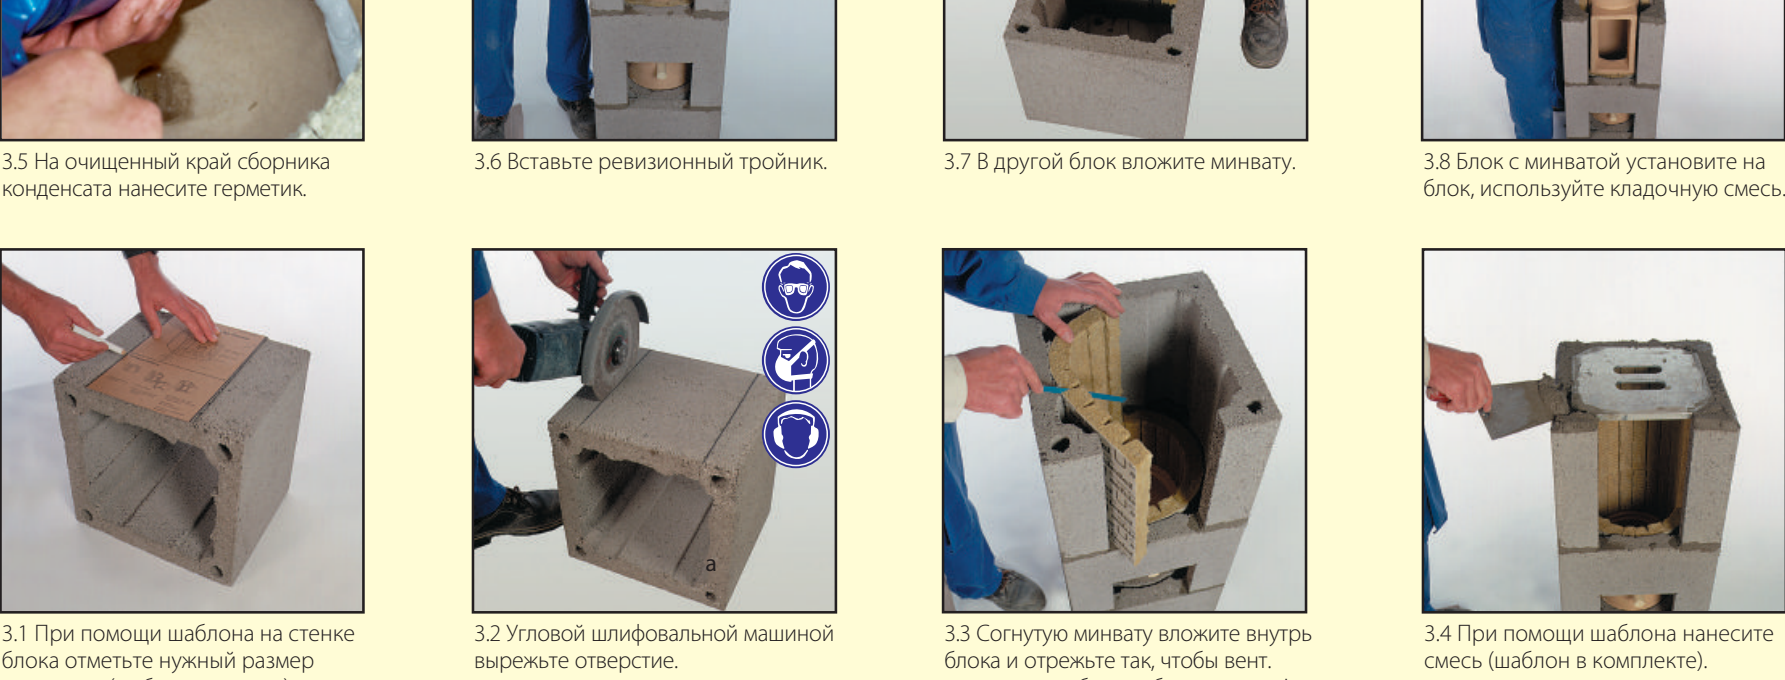 3.5 На очищенный край сборника
конденсата нанесите герметик.
3.6 Вставьте ревизионный тройник.
3.7 В другой блок вложите минвату.
3.8 Блок с минватой установите на
блок, используйте кладочную смесь.
a
3.1 При помощи шаблона на стенке
блока отметьте нужный размер
3.2 Угловой шлифовальной машиной
вырежьте отверстие.
3.3 Согнутую минвату вложите внутрь
блока и отрежьте так, чтобы вент.
3.4 При помощи шаблона нанесите
смесь (шаблон в комплекте).